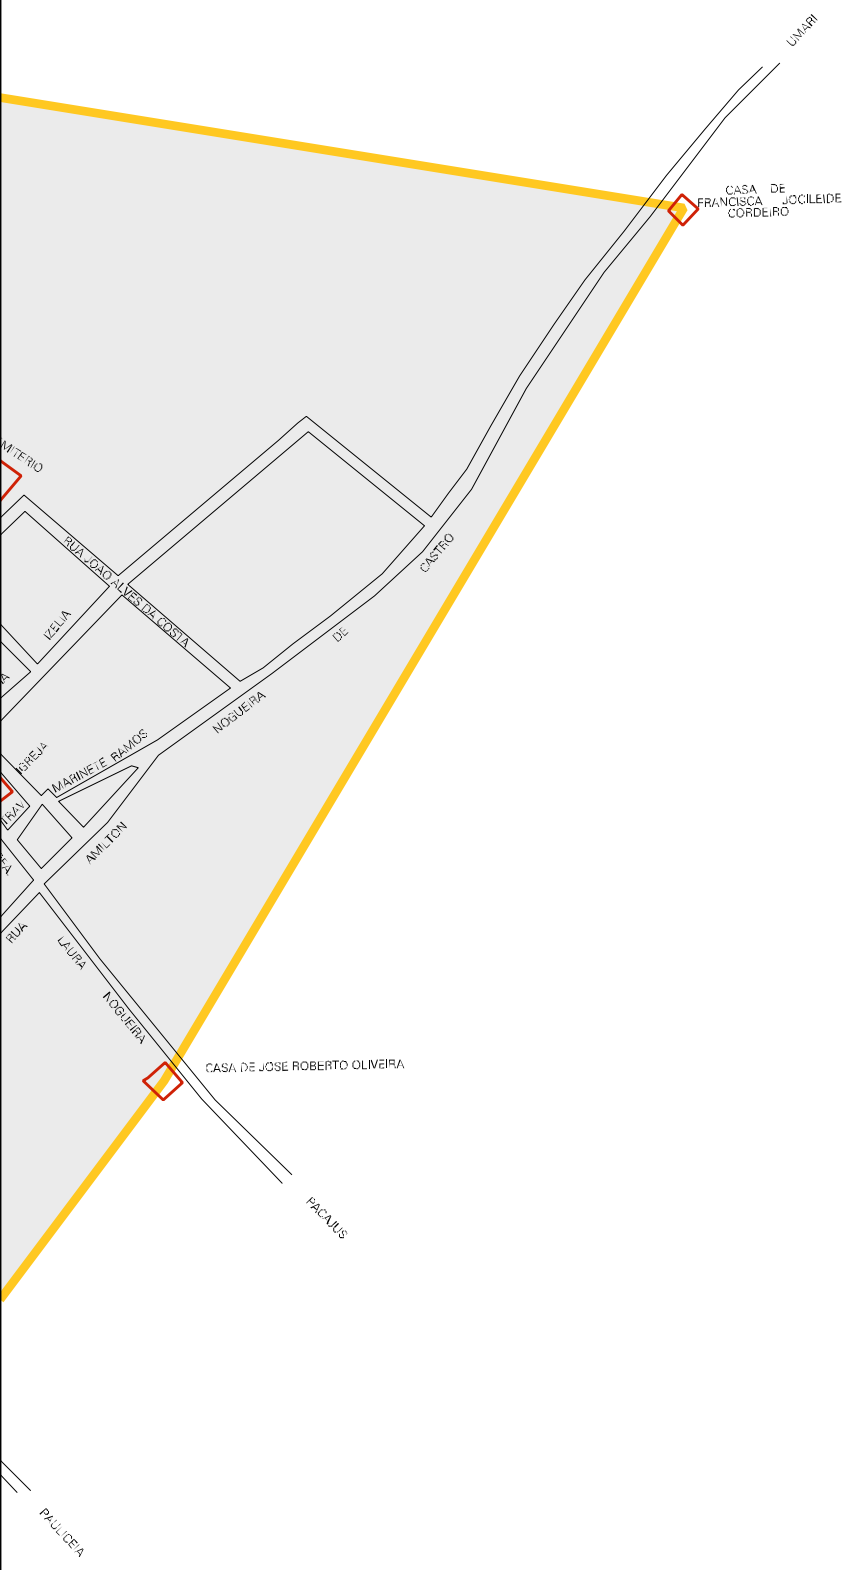 UMARI
CASA DE
FRANCISCA JOCILEIDE
CORDEIRO
MITERIO
RUA JOAO ALVES DA COSTA
CASTRO
IZELIA
DE
NOGUEIRA
IGREJA
MARINETE RAMOS
TRAV
AMILTON
RUA
LAURA
NOGUEIRA
CASA DE JOSE ROBERTO OLIVEIRA
PACAJUS
PAULICEIA